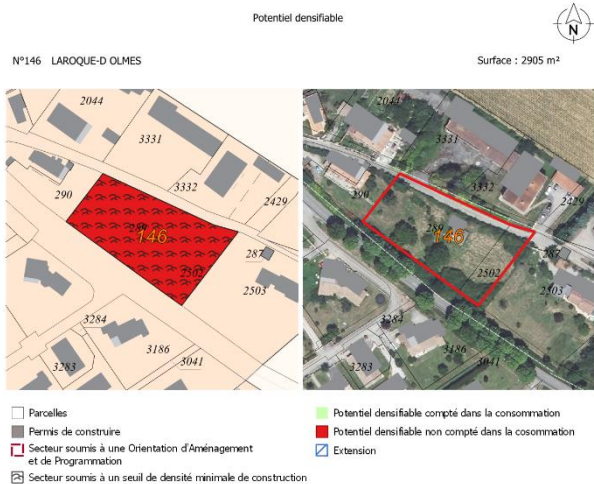 Potentiel densifiable
N
N°146 LAROQUE-D OLMES
Surface : 2905 m²
2044
3331
3332
290
2429
289
146
287
2502
2503
3284
3186
3283
3041
2044
3331
3332
290
2429
289
146
287
2502
2503
3284
3186
3283
3041
Parcelles
Permis de construire
Secteur soumis à une Orientation d'Aménagement
et de Programmation
Secteur soumis à un seuil de densité minimale de construction
Potentiel densifiable compté dans la consommation
Potentiel densifiable non compté dans la cosommation
Extension